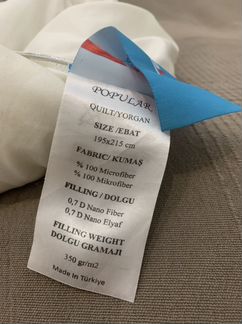 POPULAR
QUILT/YORGAN
SIZE /EBAT
195x215 cm
FABRIC/ KUMAŞ
% 100 Microfiber
% 100 Mikrofiber
FILLING / DOLGU
0,7 D Nano Fiber
0,7 D Nano Elyaf
FILLING WEIGHT
DOLGU GRAMAJI
350 gr/m2
Made in Türkiye